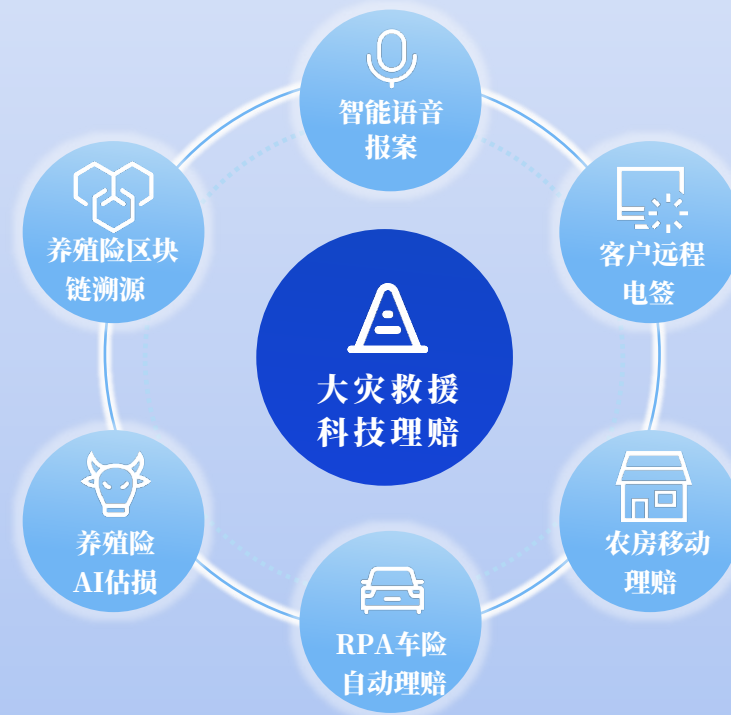 智能语音
报案
客户远程
电签
农房移动
理赔
RPA车险
自动理赔
养殖险
AI估损
养殖险区块
链溯源
大灾救援
科技理赔